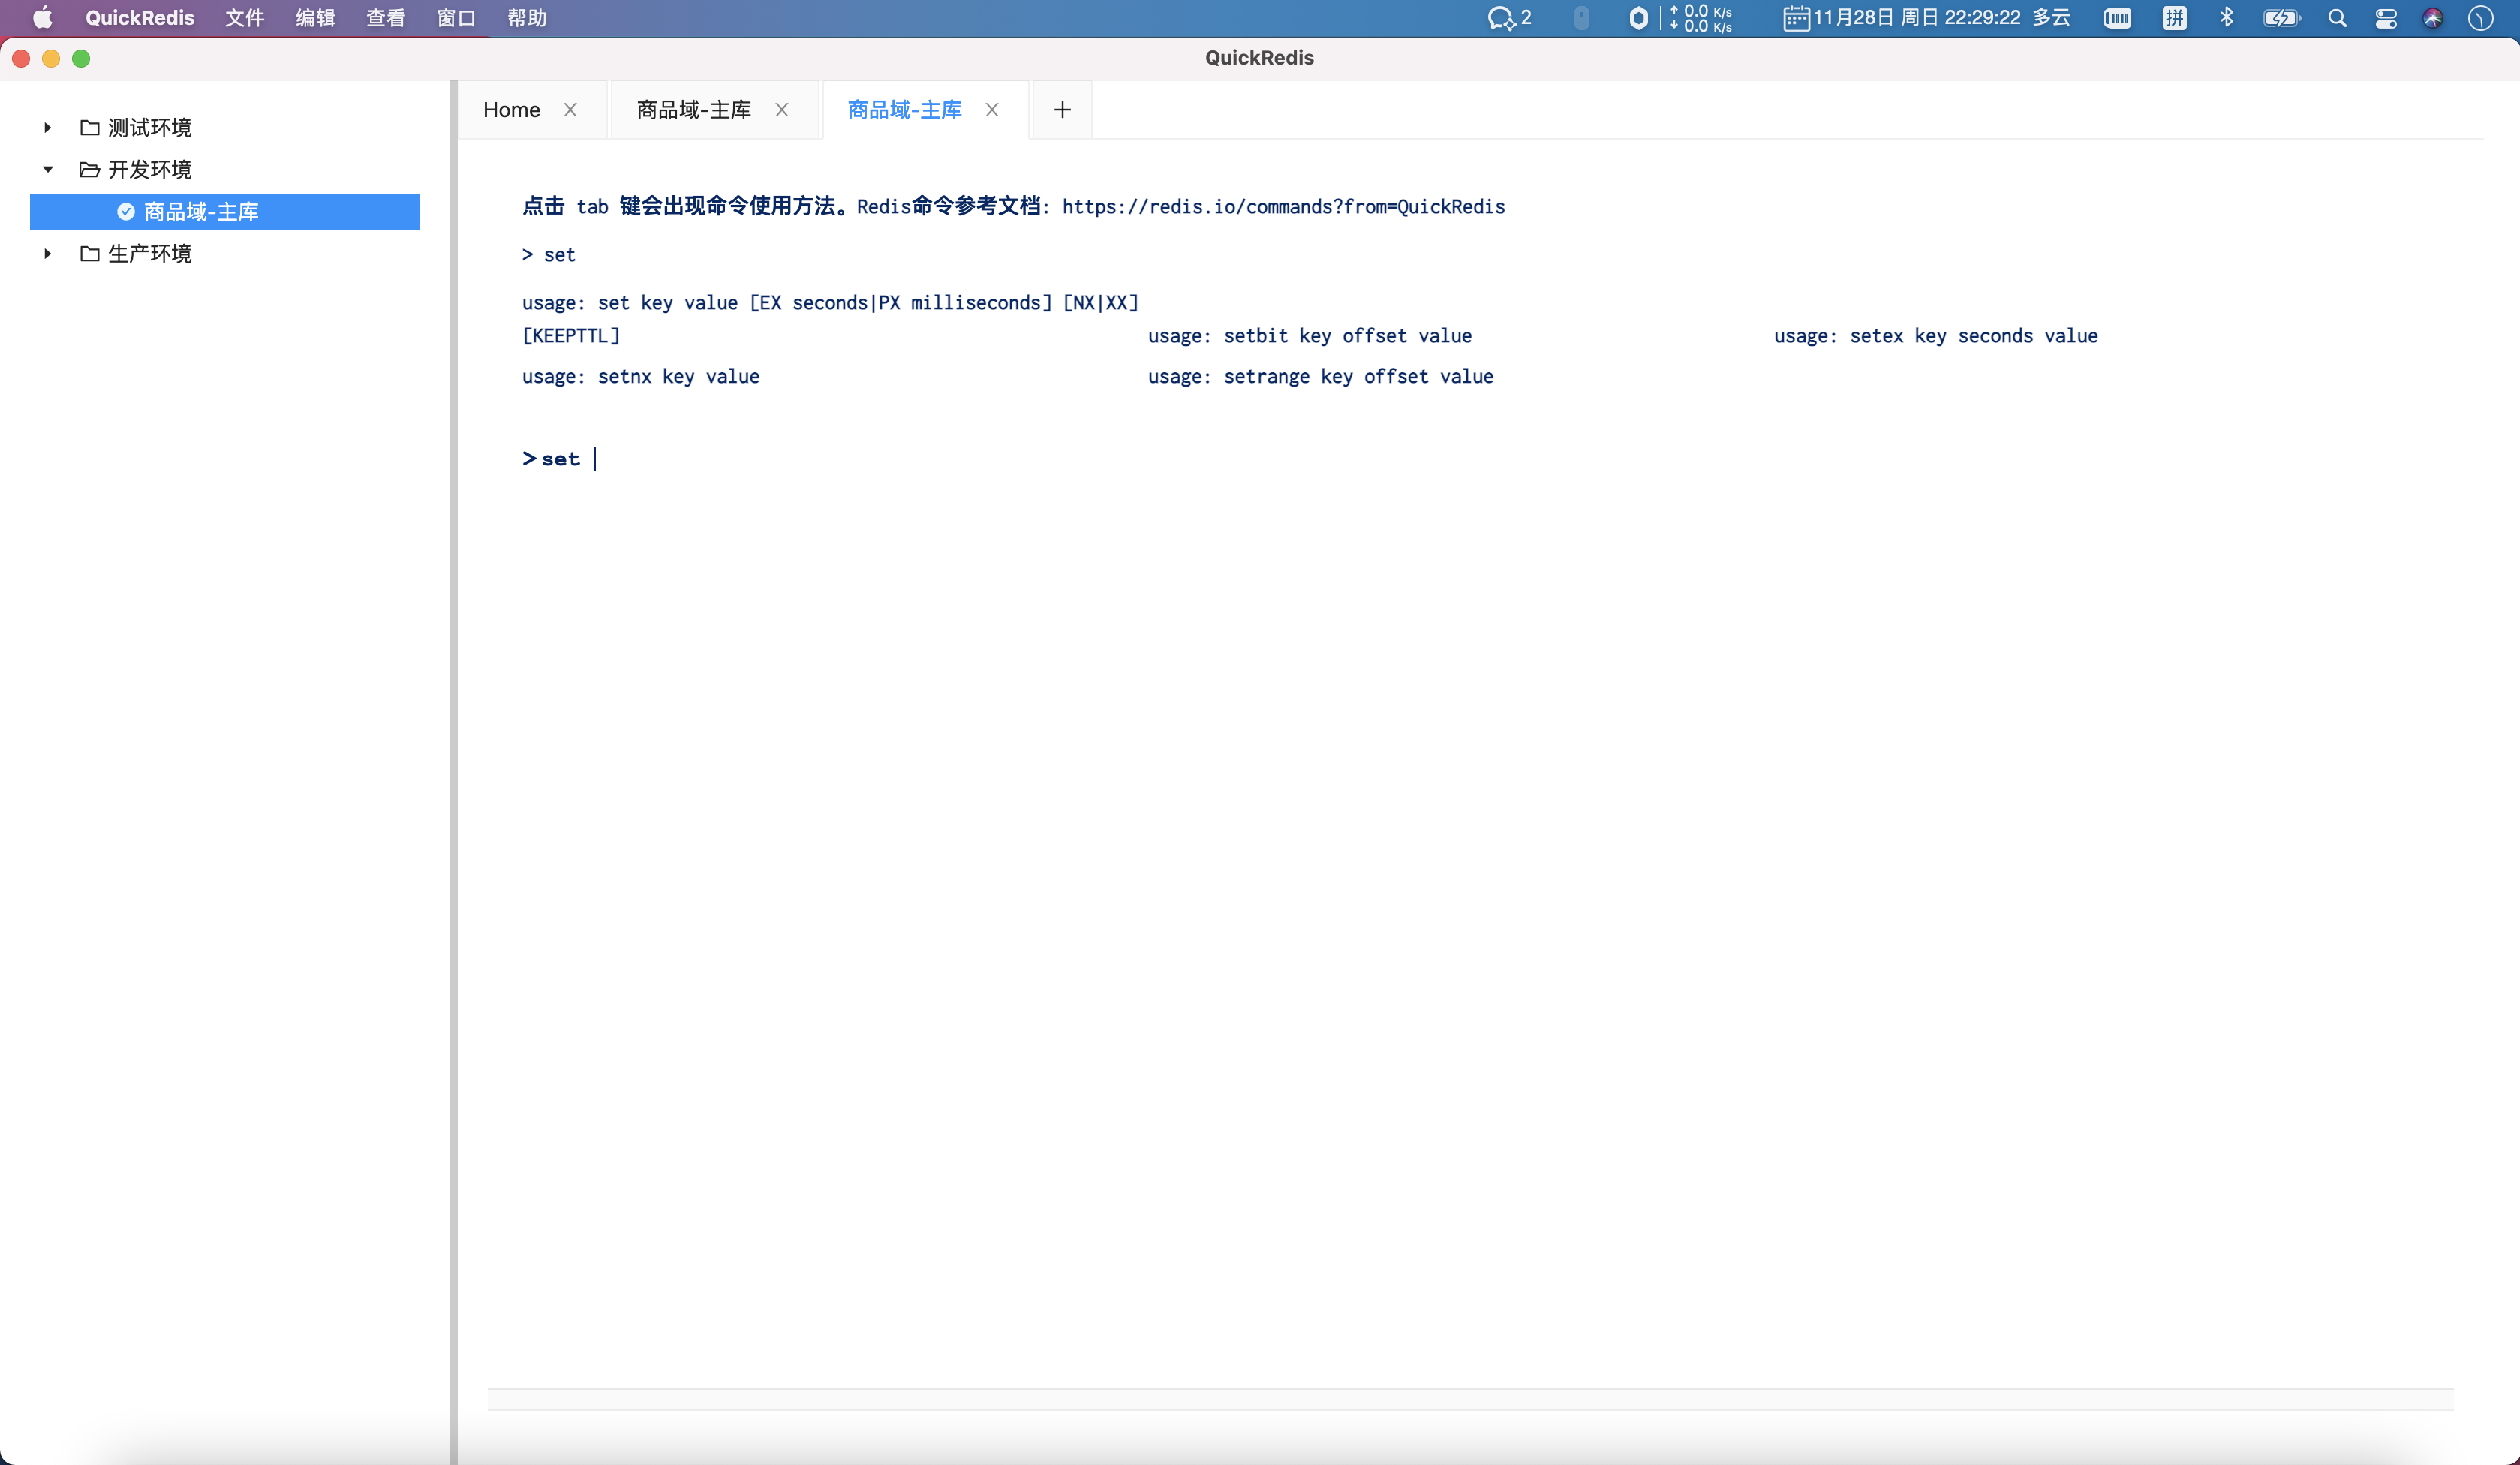 QuickRedis 文件 编辑 查看 窗口 帮助 2 0.0 K/s 0.0 K/s 11月28日 周日 22:29:22 多云 拼
QuickRedis
Home 商品域-主库 商品域-主库
测试环境
开发环境
商品域-主库
生产环境
点击 tab 键会出现命令使用方法。Redis命令参考文档: https://redis.io/commands?from=QuickRedis
> set
usage: set key value [EX seconds|PX milliseconds] [NX|XX]
[KEEPTTL] usage: setbit key offset value usage: setex key seconds value
usage: setnx key value usage: setrange key offset value
>set